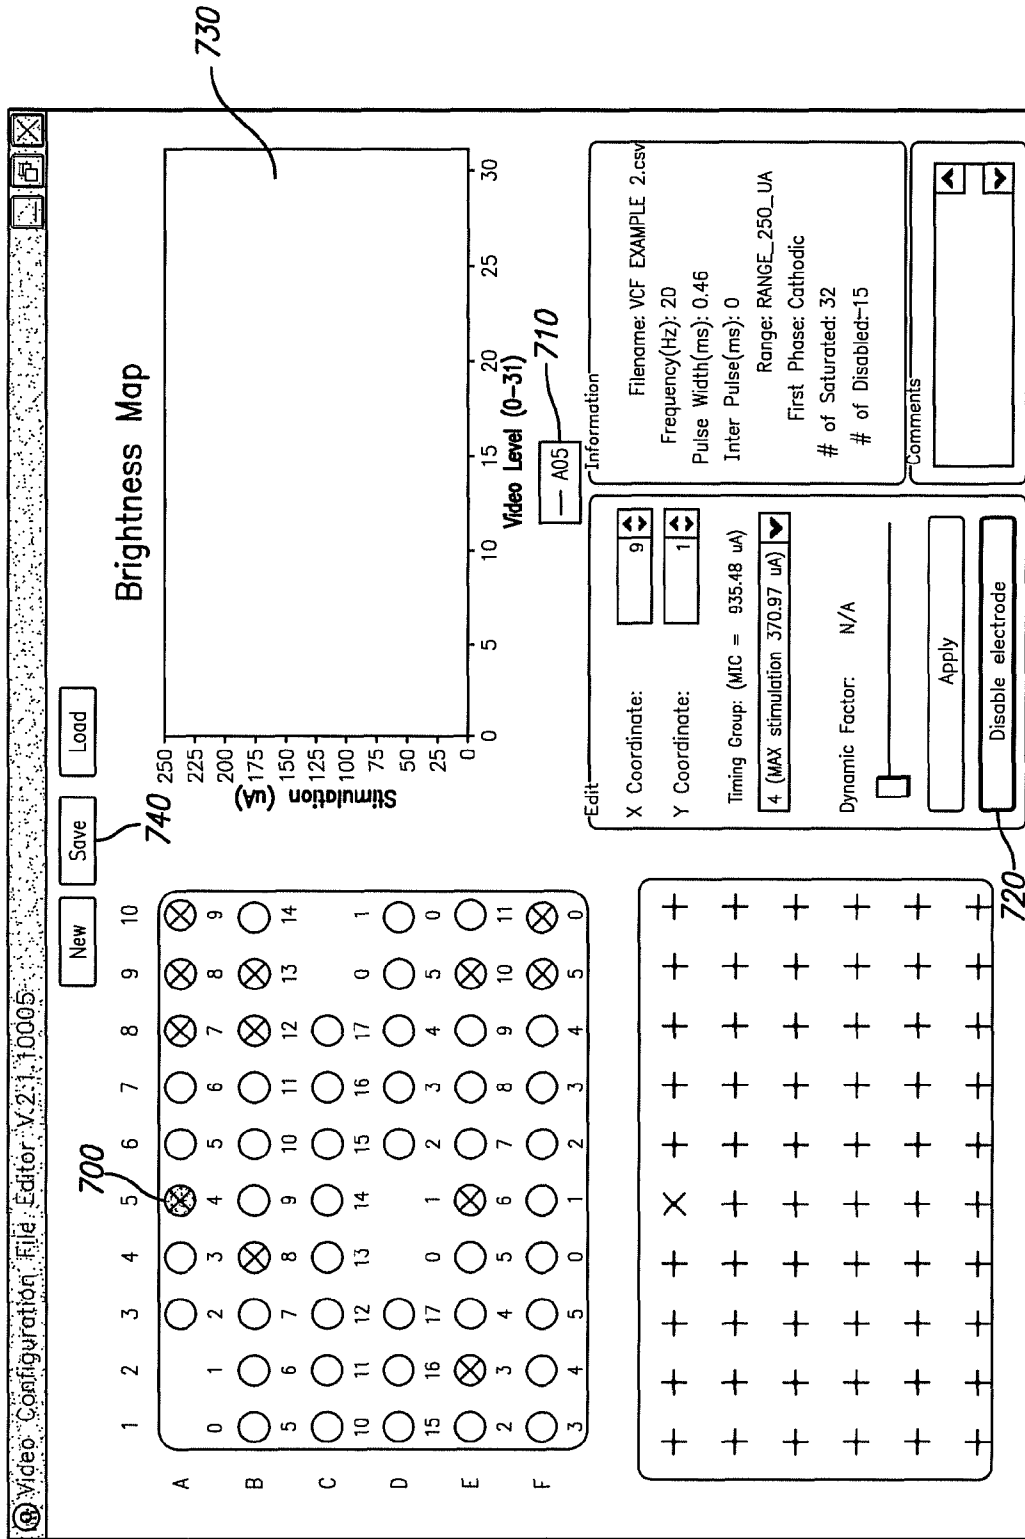 Video Configuration File Editor V.2.1.10005
New Save Load
740
1 2 3 4 5 6 7 8 9 10
700
A
0 1 2 3 4 5 6 7 8 9
B
5 6 7 8 9 10 11 12 13 14
C
10 11 12 13 14 15 16 17 0 1
D
15 16 17 0 1 2 3 4 5 0
E
2 3 4 5 6 7 8 9 10 11
F
3 4 5 0 1 2 3 4 5 0
Brightness Map
730
Stimulation (uA)
250
225
200
175
150
125
100
75
50
25
0
0 5 10 15 20 25 30
Video Level (0-31)
— A05
710
Edit
X Coordinate: 9
Y Coordinate: 1
Timing Group: (MIC = 935.48 uA)
4 (MAX stimulation 370.97 uA)
Dynamic Factor: N/A
Apply
Disable electrode
720
Information
Filename: VCF EXAMPLE 2.csv
Frequency(Hz): 20
Pulse Width(ms): 0.46
Inter Pulse(ms): 0
Range: RANGE_250_UA
First Phase: Cathodic
# of Saturated: 32
# of Disabled:-15
Comments